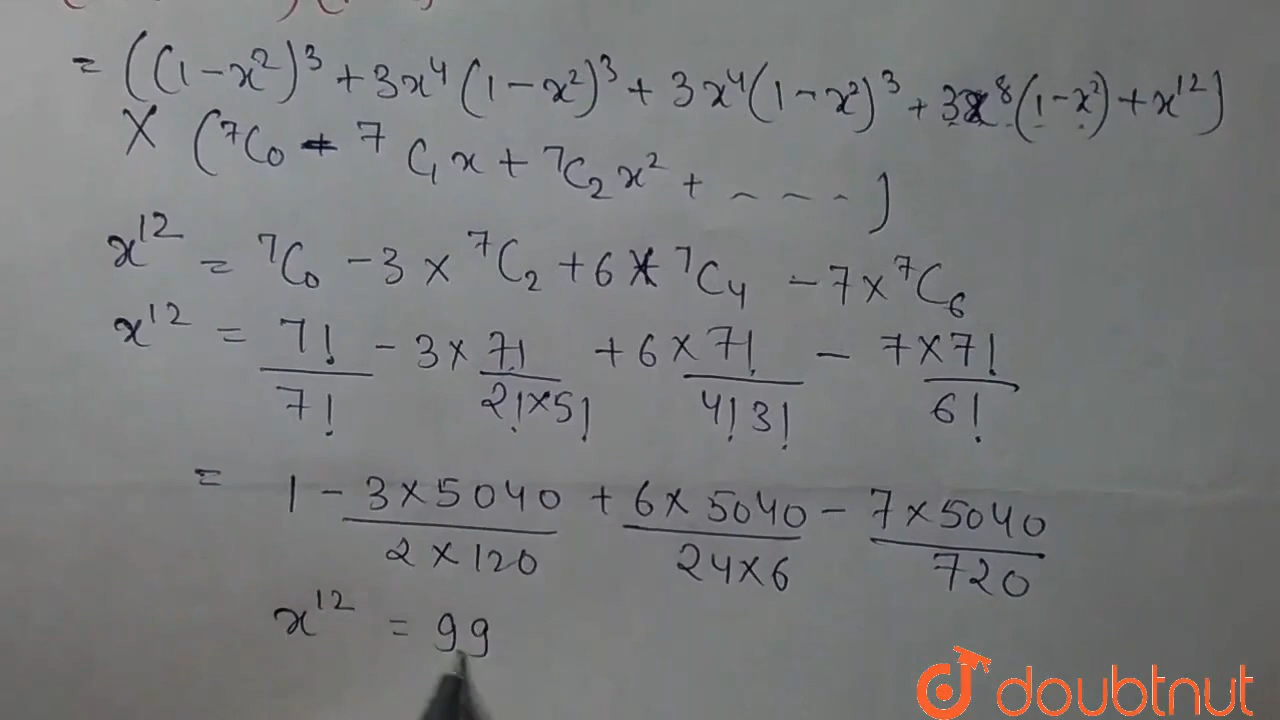 = ((1-x²)³ + 3x⁴(1-x²)³ + 3x⁴(1-x²)³ + 3x⁸(1-x²) + x¹²)
X (⁷C₀ + ⁷C₁x + ⁷C₂x² + - - - )
x¹² = ⁷C₀ - 3 × ⁷C₂ + 6 × ⁷C₄ - 7 × ⁷C₆
x¹² = 7!/7! - 3 × 7!/2!×5! + 6 × 7!/4!3! - 7×7!/6!
= 1 - 3×5040/2×120 + 6×5040/24×6 - 7×5040/720
x¹² = 99
doubtnut